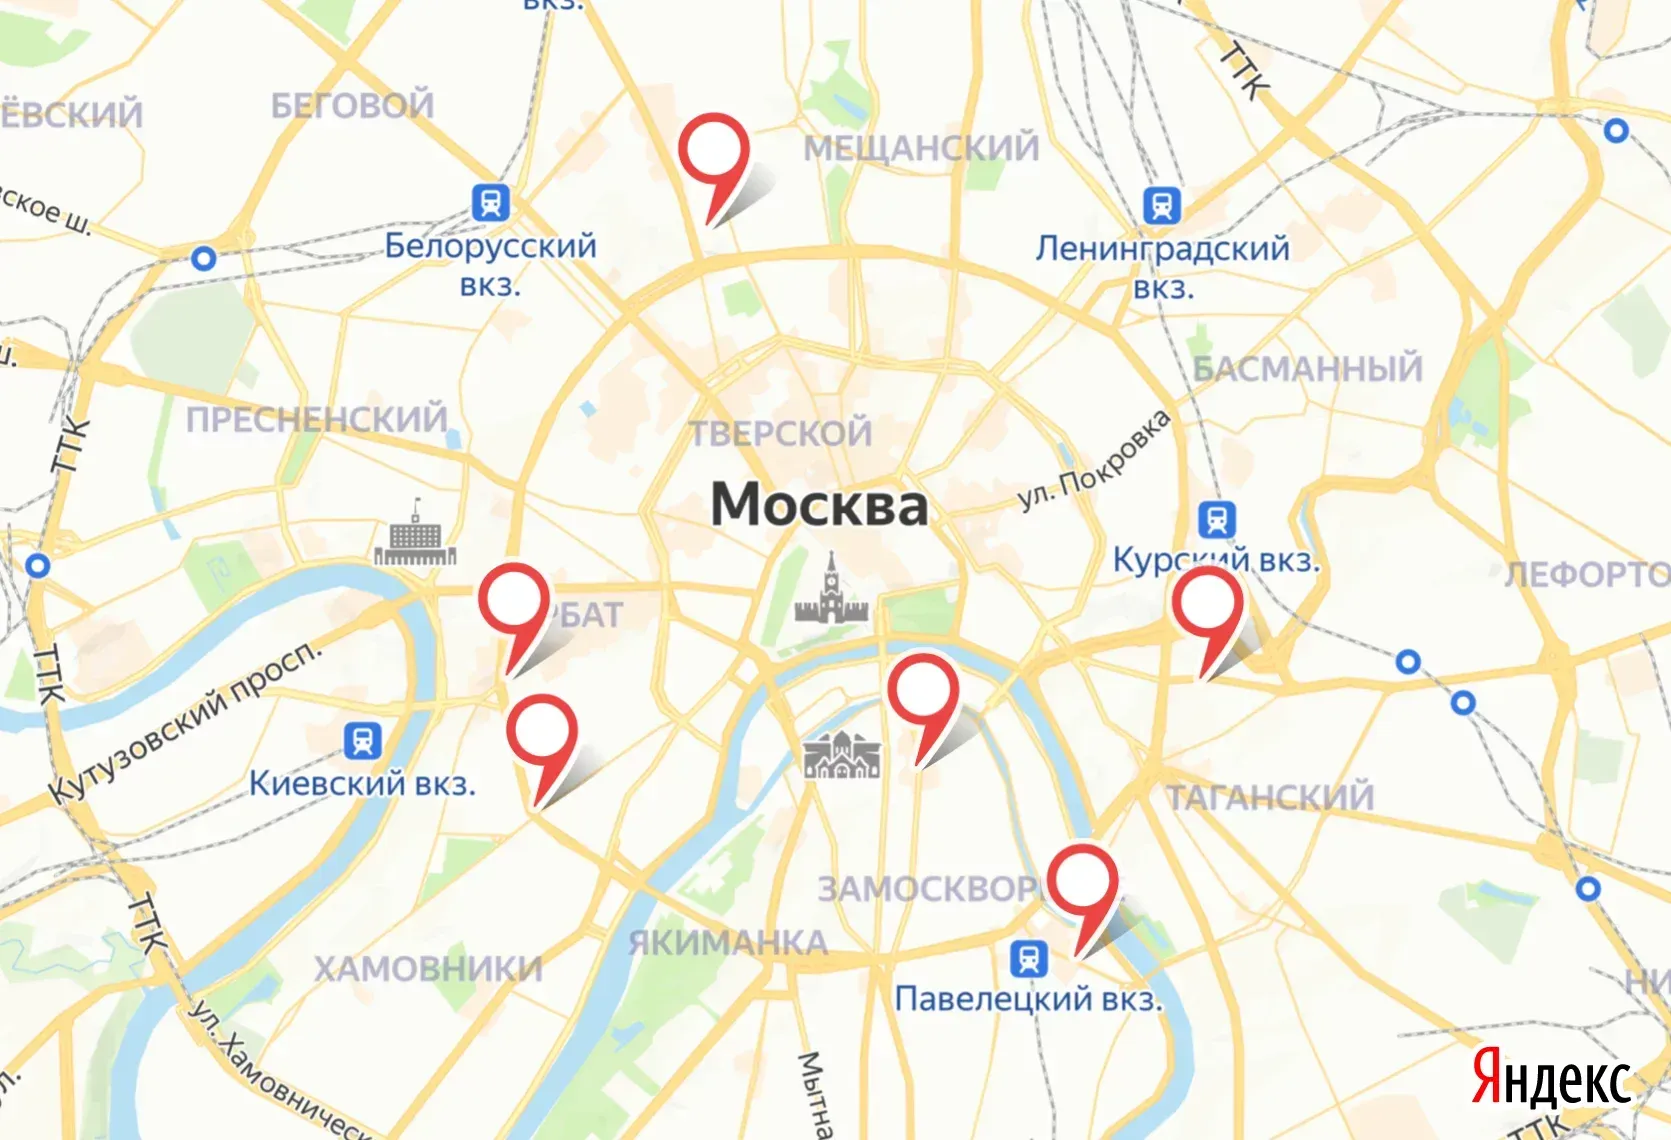 вкз.
ТТК
ЁВСКИЙ
БЕГОВОЙ
МЕЩАНСКИЙ
вское ш.
Белорусский
вкз.
Ленинградский
вкз.
ш.
БАСМАННЫЙ
ПРЕСНЕНСКИЙ
ТТК
ТВЕРСКОЙ
ул. Покровка
Москва
Курский вкз.
ЛЕФОРТО
РБАТ
ТТК
Кутузовский просп.
Киевский вкз.
ТАГАНСКИЙ
ЗАМОСКВОР
ТТК
ЯКИМАНКА
ХАМОВНИКИ
Павелецкий вкз.
НИ
ул. Хамовническ
Мытна
л.
Яндекс
ТТК